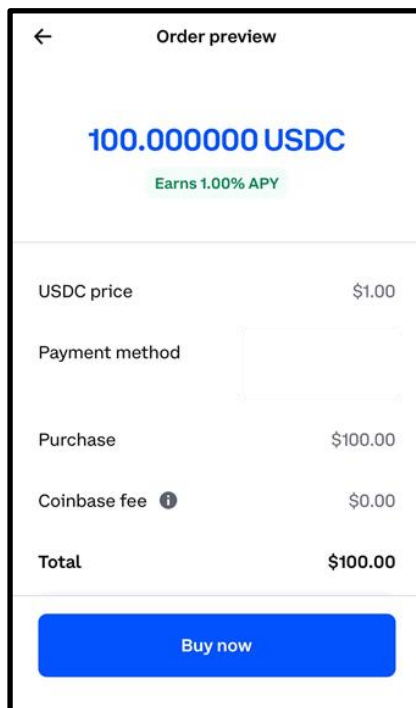 Order preview
100.000000 USDC
Earns 1.00% APY
USDC price $1.00
Payment method
Purchase $100.00
Coinbase fee $0.00
Total $100.00
Buy now